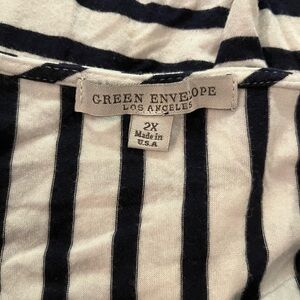 GREEN ENVELOPE
LOS ANGELES
2X
Made in
U.S.A